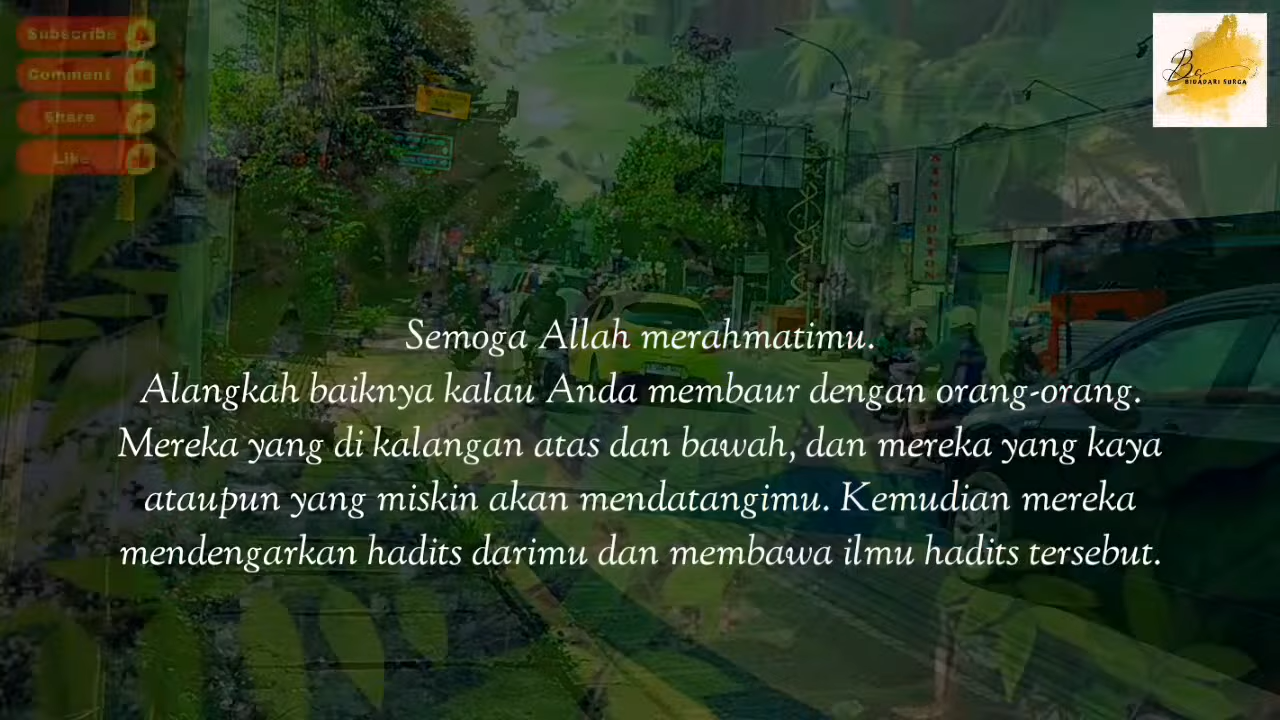 Subscribe
Comment
Share
Like
BIDADARI SURGA
Semoga Allah merahmatimu.
Alangkah baiknya kalau Anda membaur dengan orang-orang.
Mereka yang di kalangan atas dan bawah, dan mereka yang kaya
ataupun yang miskin akan mendatangimu. Kemudian mereka
mendengarkan hadits darimu dan membawa ilmu hadits tersebut.